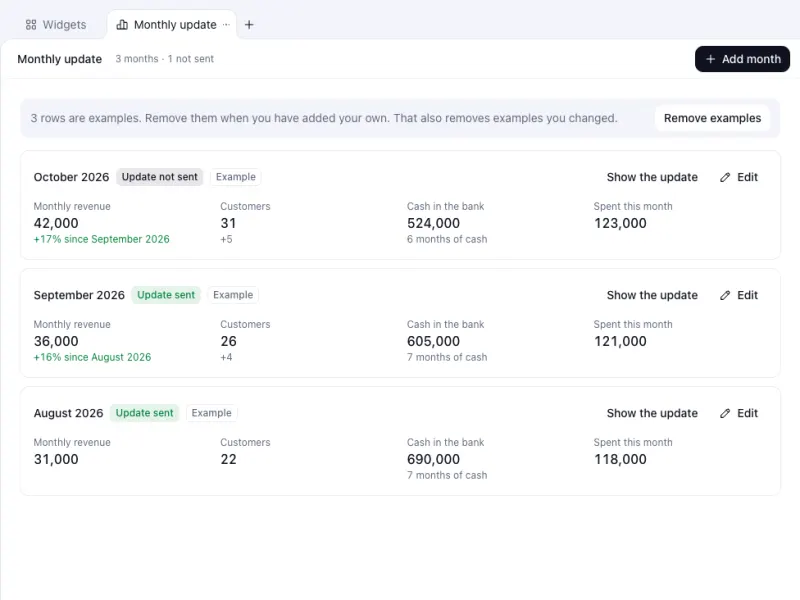 Widgets
Monthly update ··· +
Monthly update 3 months · 1 not sent + Add month
3 rows are examples. Remove them when you have added your own. That also removes examples you changed. Remove examples
October 2026 Update not sent Example Show the update Edit
Monthly revenue Customers Cash in the bank Spent this month
42,000 31 524,000 123,000
+17% since September 2026 +5 6 months of cash
September 2026 Update sent Example Show the update Edit
Monthly revenue Customers Cash in the bank Spent this month
36,000 26 605,000 121,000
+16% since August 2026 +4 7 months of cash
August 2026 Update sent Example Show the update Edit
Monthly revenue Customers Cash in the bank Spent this month
31,000 22 690,000 118,000
7 months of cash